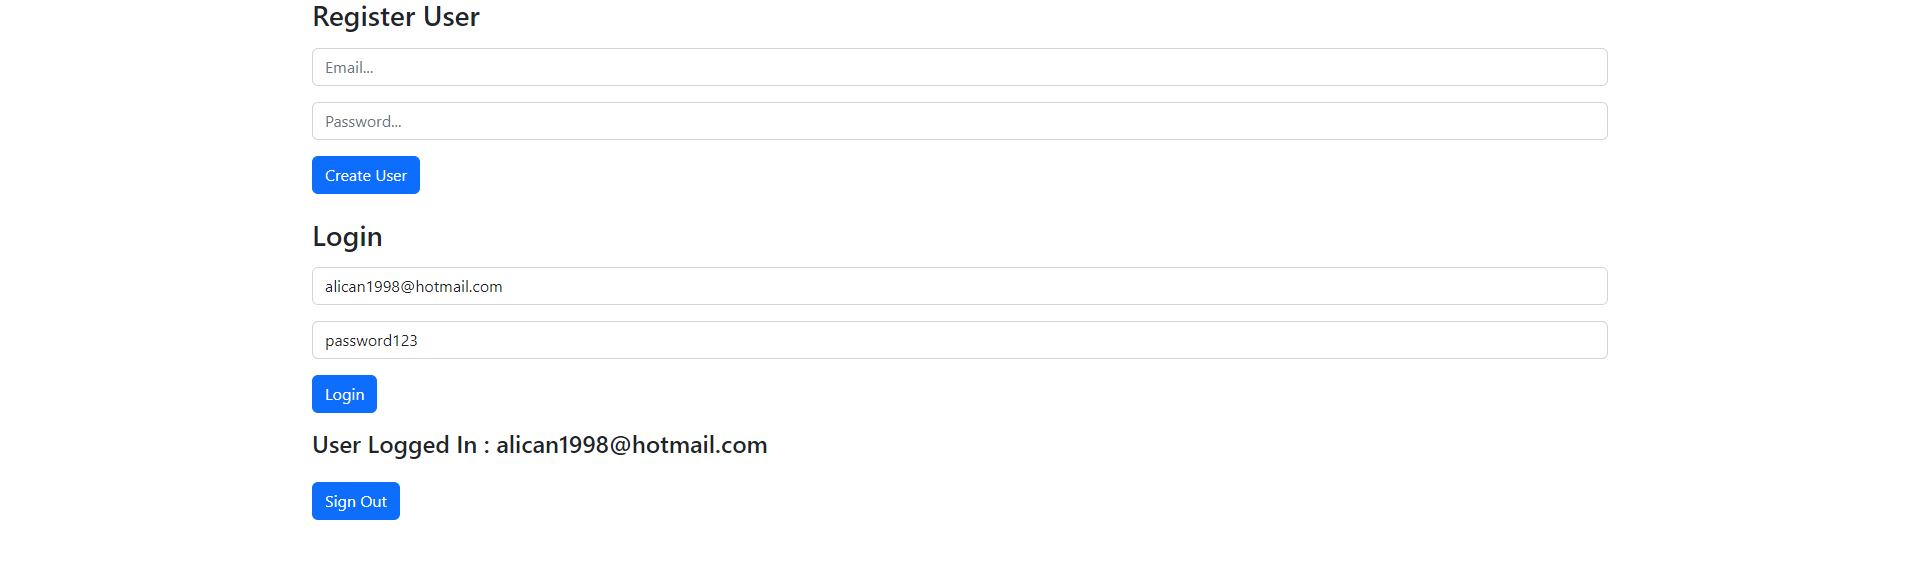 Register User
Email...
Password...
Create User
Login
alican1998@hotmail.com
password123
Login
User Logged In : alican1998@hotmail.com
Sign Out